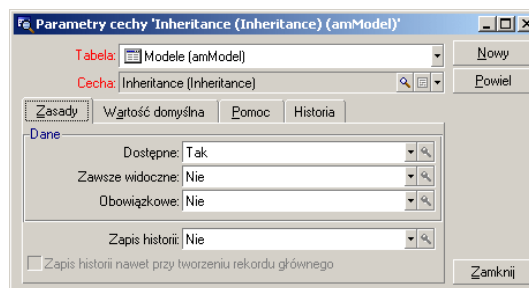 Parametry cechy 'Inheritance (Inheritance) (amModel)'
Tabela: Modele (amModel)
Nowy
Cecha: Inheritance (Inheritance)
Powiel
Zasady Wartość domyślna Pomoc Historia
Dane
Dostępne: Tak
Zawsze widoczne: Nie
Obowiązkowe: Nie
Zapis historii: Nie
Zapis historii nawet przy tworzeniu rekordu głównego
Zamknij